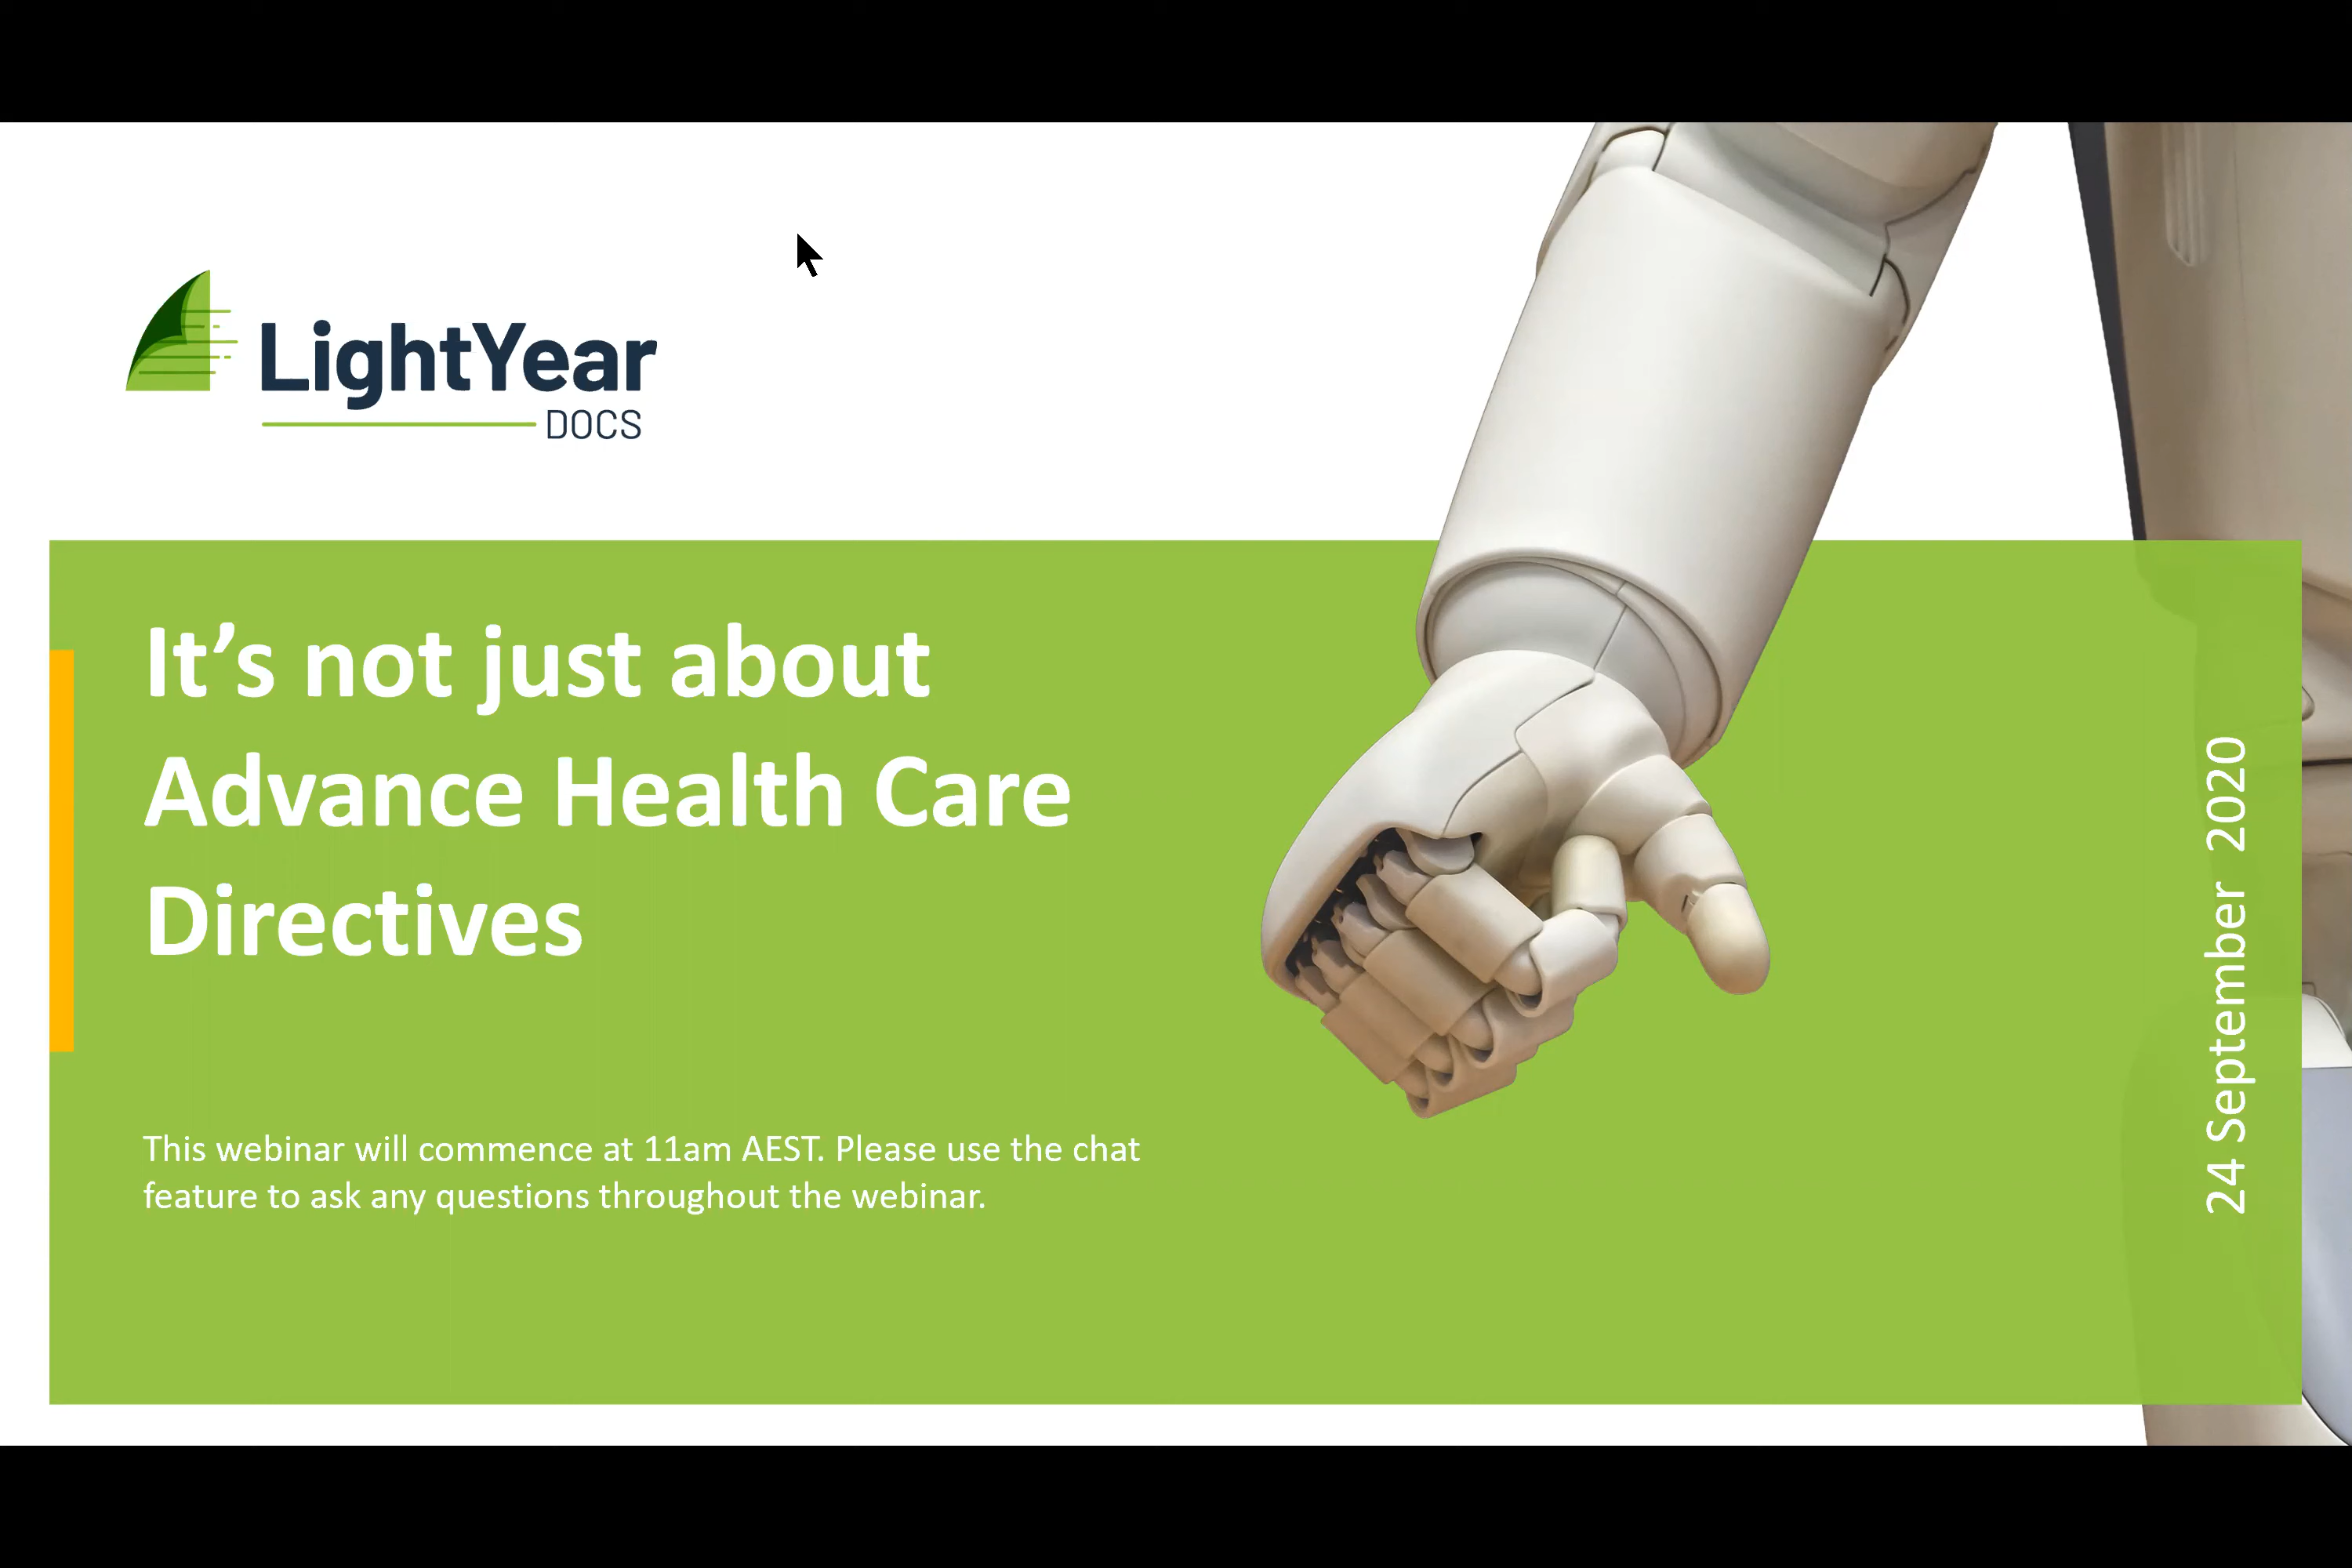 LightYear
DOCS
It’s not just about
Advance Health Care
Directives
This webinar will commence at 11am AEST. Please use the chat
feature to ask any questions throughout the webinar.
24 September 2020